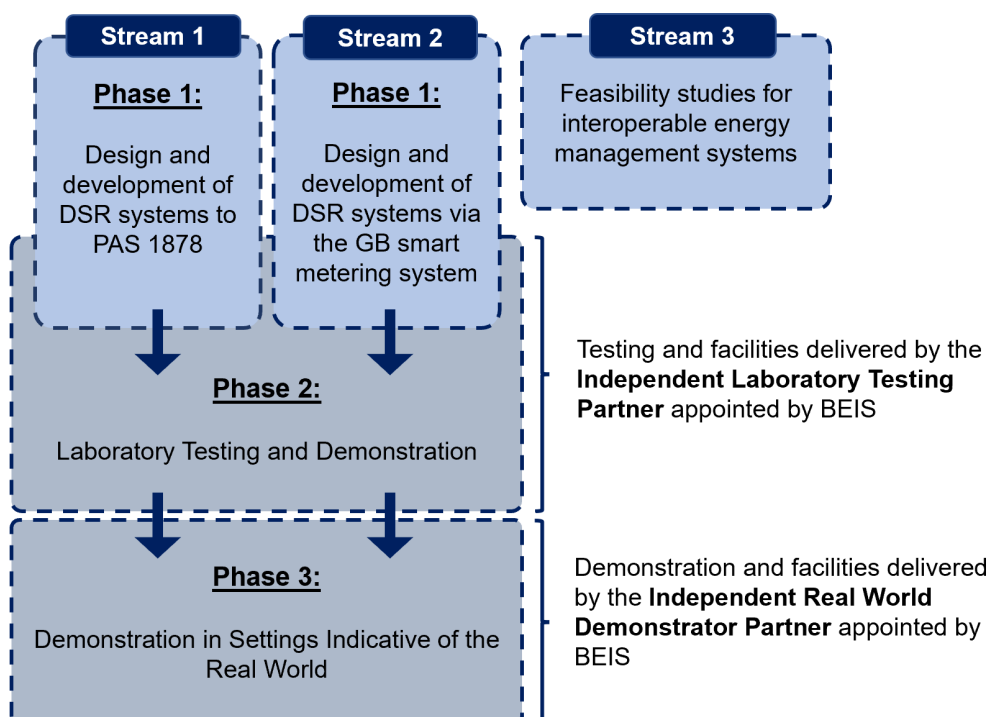 Stream 1
Phase 1:
Design and
development of
DSR systems to
PAS 1878
Stream 2
Phase 1:
Design and
development of
DSR systems via
the GB smart
metering system
Stream 3
Feasibility studies for
interoperable energy
management systems
Phase 2:
Laboratory Testing and Demonstration
Testing and facilities delivered by the
Independent Laboratory Testing
Partner appointed by BEIS
Phase 3:
Demonstration in Settings Indicative of the
Real World
Demonstration and facilities delivered
by the Independent Real World
Demonstrator Partner appointed by
BEIS